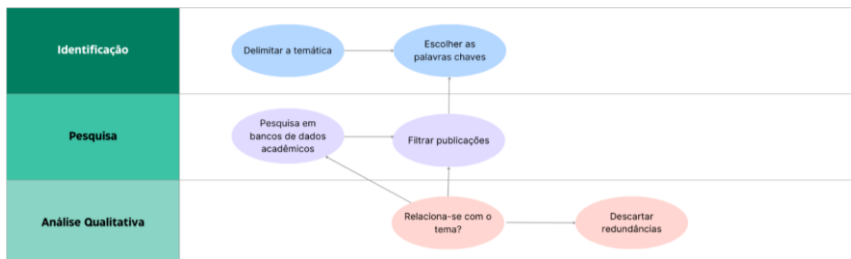 Identificação
Delimitar a temática
Escolher as
palavras chaves
Pesquisa
Pesquisa em
bancos de dados
acadêmicos
Filtrar publicações
Análise Qualitativa
Relaciona-se com o
tema?
Descartar
redundâncias